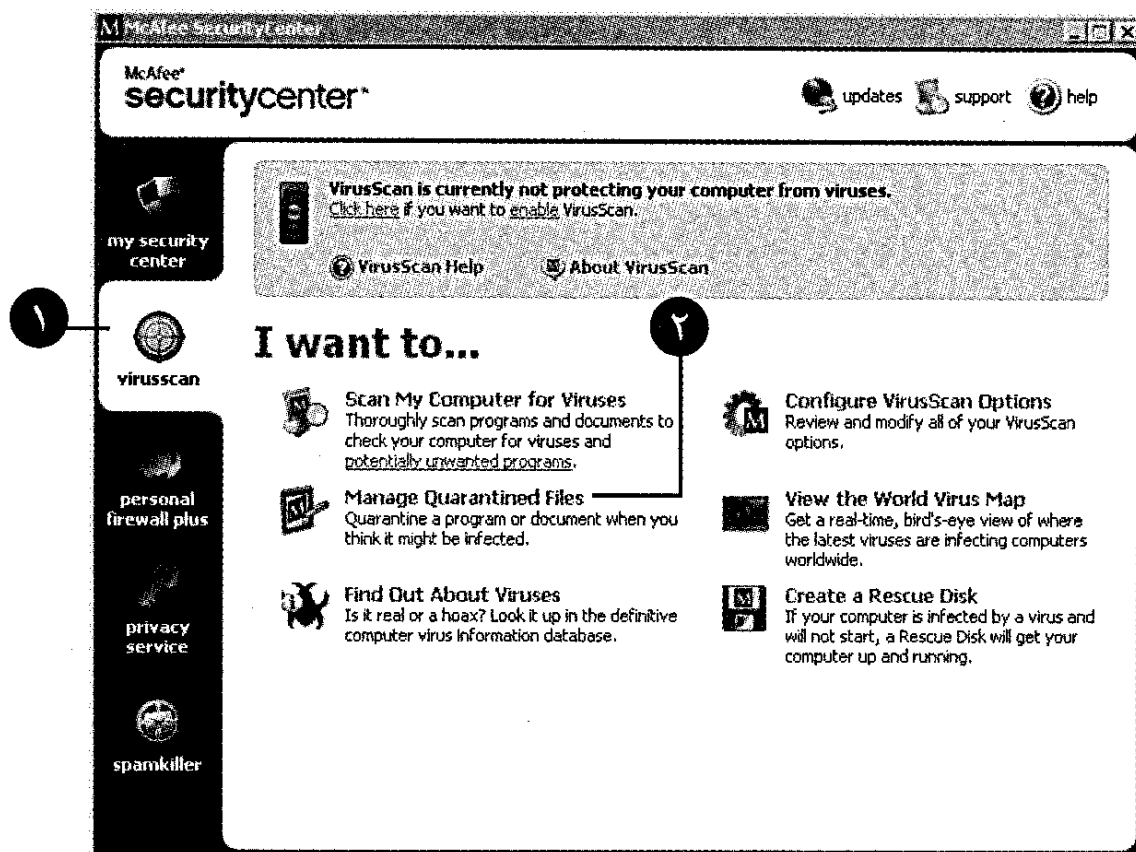 McAfee SecurityCenter
McAfee*
securitycenter*
updates support help
VirusScan is currently not protecting your computer from viruses.
Click here if you want to enable VirusScan.
VirusScan Help About VirusScan
my security
center
١
virusscan
personal
firewall plus
privacy
service
spamkiller
I want to...
٢
Scan My Computer for Viruses
Thoroughly scan programs and documents to
check your computer for viruses and
potentially unwanted programs.
Manage Quarantined Files
Quarantine a program or document when you
think it might be infected.
Find Out About Viruses
Is it real or a hoax? Look it up in the definitive
computer virus information database.
Configure VirusScan Options
Review and modify all of your VirusScan
options.
View the World Virus Map
Get a real-time, bird's-eye view of where
the latest viruses are infecting computers
worldwide.
Create a Rescue Disk
If your computer is infected by a virus and
will not start, a Rescue Disk will get your
computer up and running.